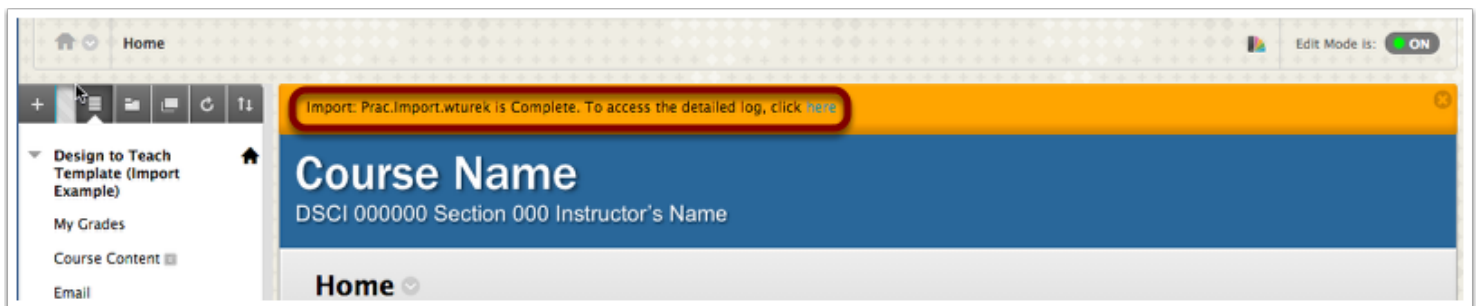 Home
Edit Mode is: ON
Import: Prac.Import.wturek is Complete. To access the detailed log, click here
Design to Teach
Template (Import
Example)
My Grades
Course Content
Email
Course Name
DSCI 000000 Section 000 Instructor's Name
Home